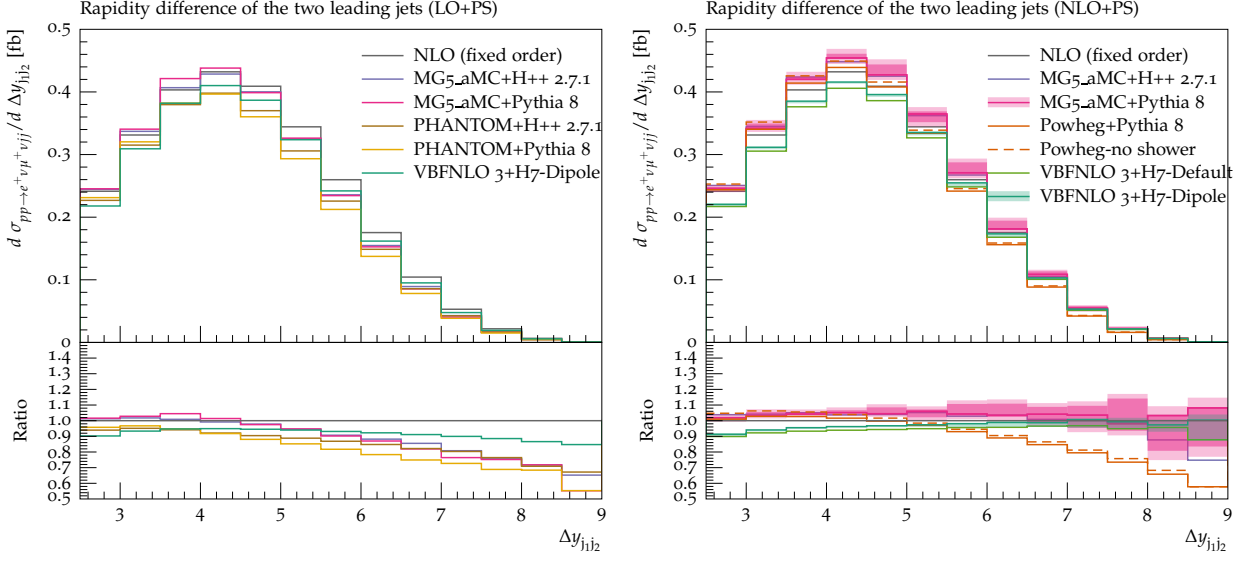 Rapidity difference of the two leading jets (LO+PS)
d σ_{pp→e⁺νμ⁺νjj}/d Δy_{j₁j₂} [fb]
0.5
0.4
0.3
0.2
0.1
0
NLO (fixed order)
MG5_aMC+H++ 2.7.1
MG5_aMC+Pythia 8
PHANTOM+H++ 2.7.1
PHANTOM+Pythia 8
VBFNLO 3+H7-Dipole
Ratio
1.4
1.3
1.2
1.1
1.0
0.9
0.8
0.7
0.6
0.5
3 4 5 6 7 8 9
Δy_{j₁j₂}
Rapidity difference of the two leading jets (NLO+PS)
d σ_{pp→e⁺νμ⁺νjj}/d Δy_{j₁j₂} [fb]
0.5
0.4
0.3
0.2
0.1
0
NLO (fixed order)
MG5_aMC+H++ 2.7.1
MG5_aMC+Pythia 8
Powheg+Pythia 8
Powheg-no shower
VBFNLO 3+H7-Default
VBFNLO 3+H7-Dipole
Ratio
1.4
1.3
1.2
1.1
1.0
0.9
0.8
0.7
0.6
0.5
3 4 5 6 7 8 9
Δy_{j₁j₂}